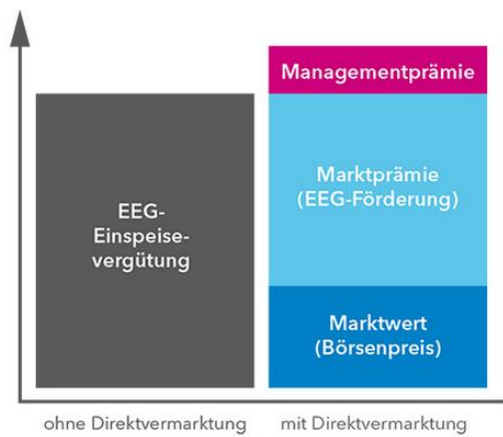 Managementprämie
EEG-
Einspeise-
vergütung
Marktprämie
(EEG-Förderung)
Marktwert
(Börsenpreis)
ohne Direktvermarktung
mit Direktvermarktung